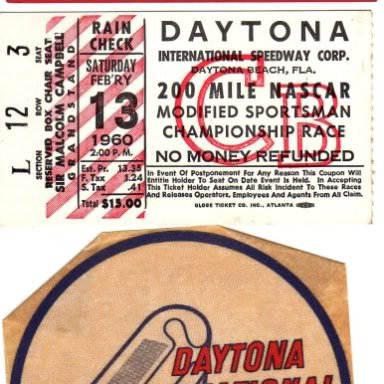 L 12 3
SECTION ROW SEAT
RESERVED BOX CHAIR SEAT
SIR MALCOLM CAMPBELL
GRANDSTAND
RAIN
CHECK
SATURDAY
FEB'RY
13
1960
2:00 P.M.
Est. Pr. 13.35
F. Tax 1.24
S. Tax .41
Total $15.00
DAYTONA
INTERNATIONAL SPEEDWAY CORP.
DAYTONA BEACH, FLA.
200 MILE NASCAR
MODIFIED SPORTSMAN
CHAMPIONSHIP RACE
NO MONEY REFUNDED
CB
In Event Of Postponement For Any Reason This Coupon Will
Entitle Holder To Seat On Date Event Is Held. In Accepting
This Ticket Holder Assumes All Risk Incident To These Races
And Releases Operators, Employees And Agents From All Claim.
GLOBE TICKET CO. INC., ATLANTA
DAYTONA